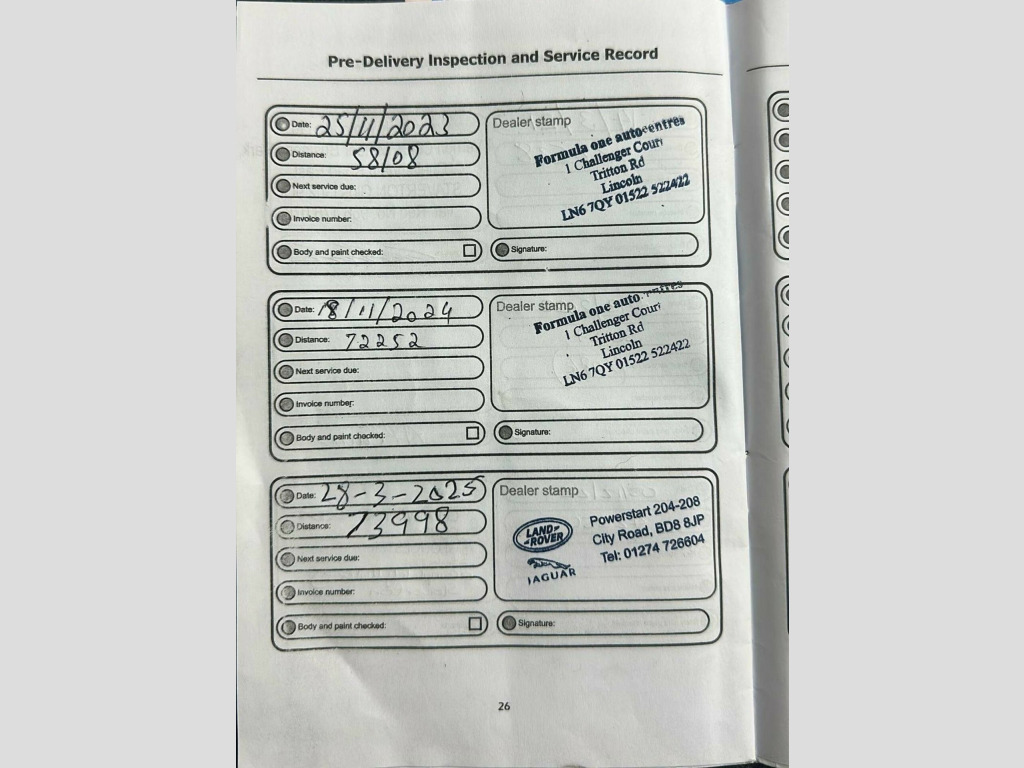 Pre-Delivery Inspection and Service Record
Date: 25/11/2023
Distance: 58108
Next service due:
Invoice number:
Body and paint checked:
Dealer stamp
Formula one autocentres
1 Challenger Court
Tritton Rd
Lincoln
LN6 7QY 01522 522422
Signature:
Date: 18/11/2024
Distance: 72252
Next service due:
Invoice number:
Body and paint checked:
Dealer stamp
Formula one autocentres
1 Challenger Court
Tritton Rd
Lincoln
LN6 7QY 01522 522422
Signature:
Date: 28-3-2025
Distance: 73998
Next service due:
Invoice number:
Body and paint checked:
Dealer stamp
LAND-
-ROVER
JAGUAR
Powerstart 204-208
City Road, BD8 8JP
Tel: 01274 726604
Signature:
26